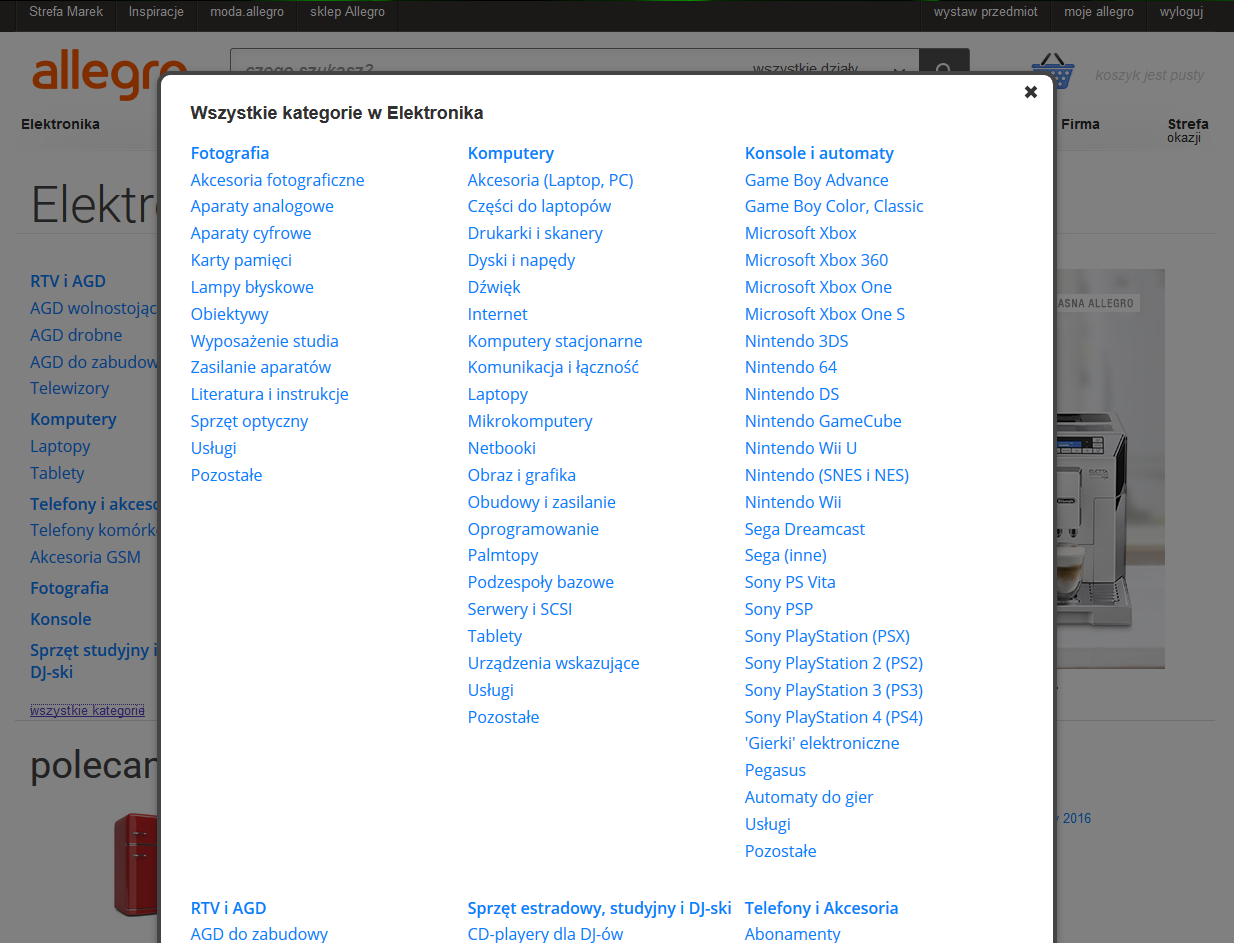 Strefa Marek
Inspiracje
moda.allegro
sklep Allegro
wystaw przedmiot
moje allegro
wyloguj
allegro
czego szukasz?
wszystkie działy
koszyk jest pusty
Elektronika
Firma
Strefa
okazji
Elektr
RTV i AGD
AGD wolnostojąc
AGD drobne
AGD do zabudow
Telewizory
Komputery
Laptopy
Tablety
Telefony i akceso
Telefony komórk
Akcesoria GSM
Fotografia
Konsole
Sprzęt studyjny i
DJ-ski
wszystkie kategorie
polecan
ASNA ALLEGRO
y 2016
Wszystkie kategorie w Elektronika
Fotografia
Akcesoria fotograficzne
Aparaty analogowe
Aparaty cyfrowe
Karty pamięci
Lampy błyskowe
Obiektywy
Wyposażenie studia
Zasilanie aparatów
Literatura i instrukcje
Sprzęt optyczny
Usługi
Pozostałe
Komputery
Akcesoria (Laptop, PC)
Części do laptopów
Drukarki i skanery
Dyski i napędy
Dźwięk
Internet
Komputery stacjonarne
Komunikacja i łączność
Laptopy
Mikrokomputery
Netbooki
Obraz i grafika
Obudowy i zasilanie
Oprogramowanie
Palmtopy
Podzespoły bazowe
Serwery i SCSI
Tablety
Urządzenia wskazujące
Usługi
Pozostałe
Konsole i automaty
Game Boy Advance
Game Boy Color, Classic
Microsoft Xbox
Microsoft Xbox 360
Microsoft Xbox One
Microsoft Xbox One S
Nintendo 3DS
Nintendo 64
Nintendo DS
Nintendo GameCube
Nintendo Wii U
Nintendo (SNES i NES)
Nintendo Wii
Sega Dreamcast
Sega (inne)
Sony PS Vita
Sony PSP
Sony PlayStation (PSX)
Sony PlayStation 2 (PS2)
Sony PlayStation 3 (PS3)
Sony PlayStation 4 (PS4)
'Gierki' elektroniczne
Pegasus
Automaty do gier
Usługi
Pozostałe
RTV i AGD
AGD do zabudowy
Sprzęt estradowy, studyjny i DJ-ski
CD-playery dla DJ-ów
Telefony i Akcesoria
Abonamenty